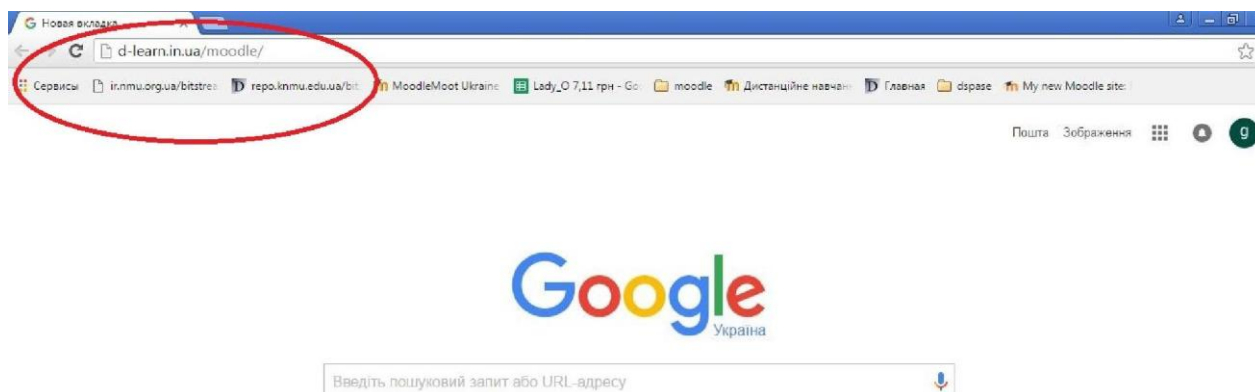 Новая вкладка
d-learn.in.ua/moodle/
Сервисы ir.nmu.org.ua/bitstrea repo.knmu.edu.ua/bit MoodleMoot Ukraine Lady_O 7,11 грн - Go moodle Дистанційне навчан Главная dspase My new Moodle site:
Пошта Зображення g
Google
Україна
Введіть пошуковий запит або URL-адресу